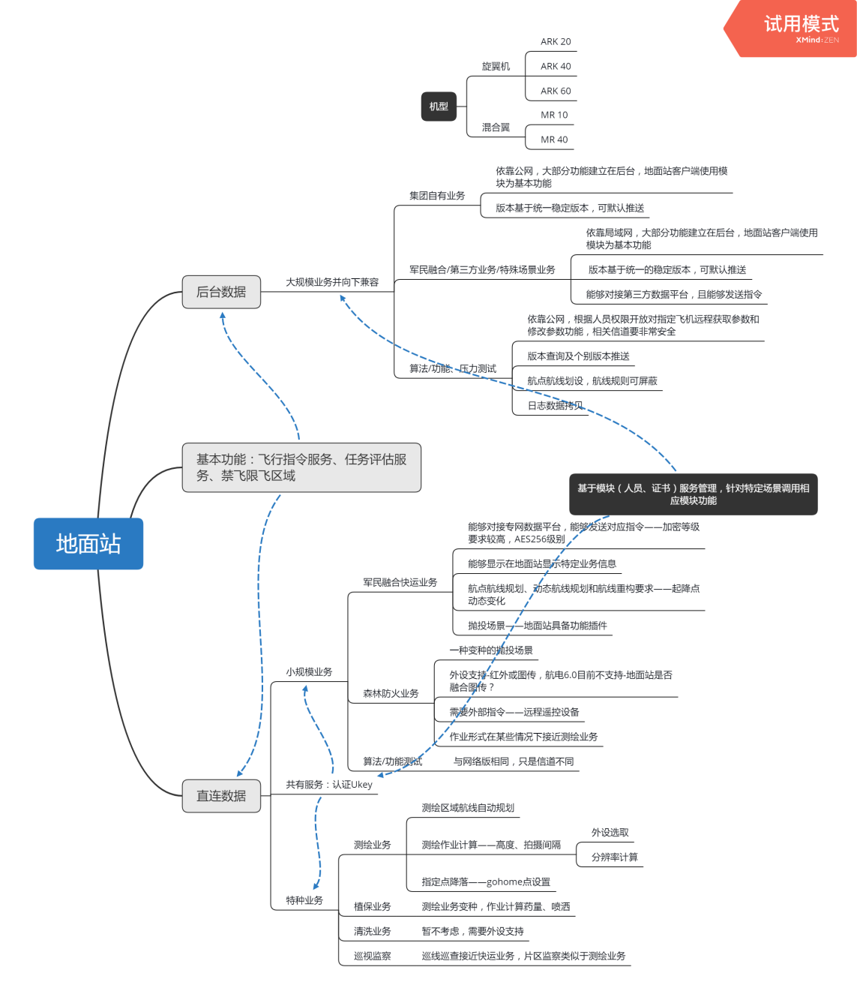 试用模式
XMind:ZEN
ARK 20
旋翼机
ARK 40
ARK 60
机型
MR 10
混合翼
MR 40
依靠公网，大部分功能建立在后台，地面站客户端使用模
块为基本功能
集团自有业务
版本基于统一稳定版本，可默认推送
依靠局域网，大部分功能建立在后台，地面站客户端使用
模块为基本功能
军民融合/第三方业务/特殊场景业务
版本基于统一的稳定版本，可默认推送
后台数据
大规模业务并向下兼容
能够对接第三方数据平台，且能够发送指令
依靠公网，根据人员权限开放对指定飞机远程获取参数和
修改参数功能，相关信道要非常安全
版本查询及个别版本推送
算法/功能、压力测试
航点航线划设，航线规则可屏蔽
日志数据拷贝
基本功能：飞行指令服务、任务评估服
务、禁飞限飞区域
基于模块（人员、证书）服务管理，针对特定场景调用相
应模块功能
地面站
能够对接专网数据平台，能够发送对应指令——加密等级
要求较高，AES256级别
能够显示在地面站显示特定业务信息
军民融合快运业务
航点航线规划、动态航线规划和航线重构要求——起降点
动态变化
抛投场景——地面站具备功能插件
小规模业务
一种变种的抛投场景
外设支持-红外或图传，航电6.0目前不支持-地面站是否
融合图传？
森林防火业务
需要外部指令——远程遥控设备
作业形式在某些情况下接近测绘业务
算法/功能测试
与网络版相同，只是信道不同
直连数据
共有服务：认证Ukey
测绘区域航线自动规划
外设选取
测绘业务
测绘作业计算——高度、拍摄间隔
分辨率计算
指定点降落——gohome点设置
特种业务
植保业务
测绘业务变种，作业计算药量、喷洒
清洗业务
暂不考虑，需要外设支持
巡视监察
巡线巡查接近快运业务，片区监察类似于测绘业务